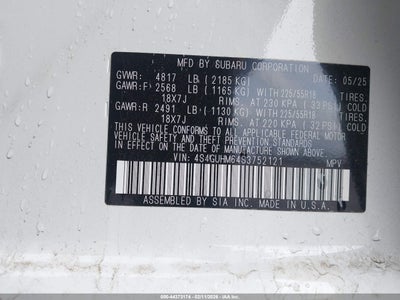 MFD BY SUBARU CORPORATION DATE: 05/25
GVWR: 4817 LB (2185 KG)
GAWR:F) 2568 LB (1165 KG) WITH 225/55R18 TIRES.
18X7J RIMS. AT 230 KPA (33 PSI) COLD
GAWR:R 2491 LB (1130 KG) WITH 225/55R18 TIRES.
18X7J RIMS. AT 220 KPA (32 PSI) COLD
THIS VEHICLE CONFORMS TO ALL APPLICABLE
FEDERAL MOTOR VEHICLE SAFETY, BUMPER, AND
THEFT PREVENTION STANDARDS IN EFFECT ON THE
DATE OF MANUFACTURE SHOWN ABOVE.
VIN: 4S4GUHM64S3752121 MPV
ASSEMBLED BY SIA INC. MADE IN U.S.A.